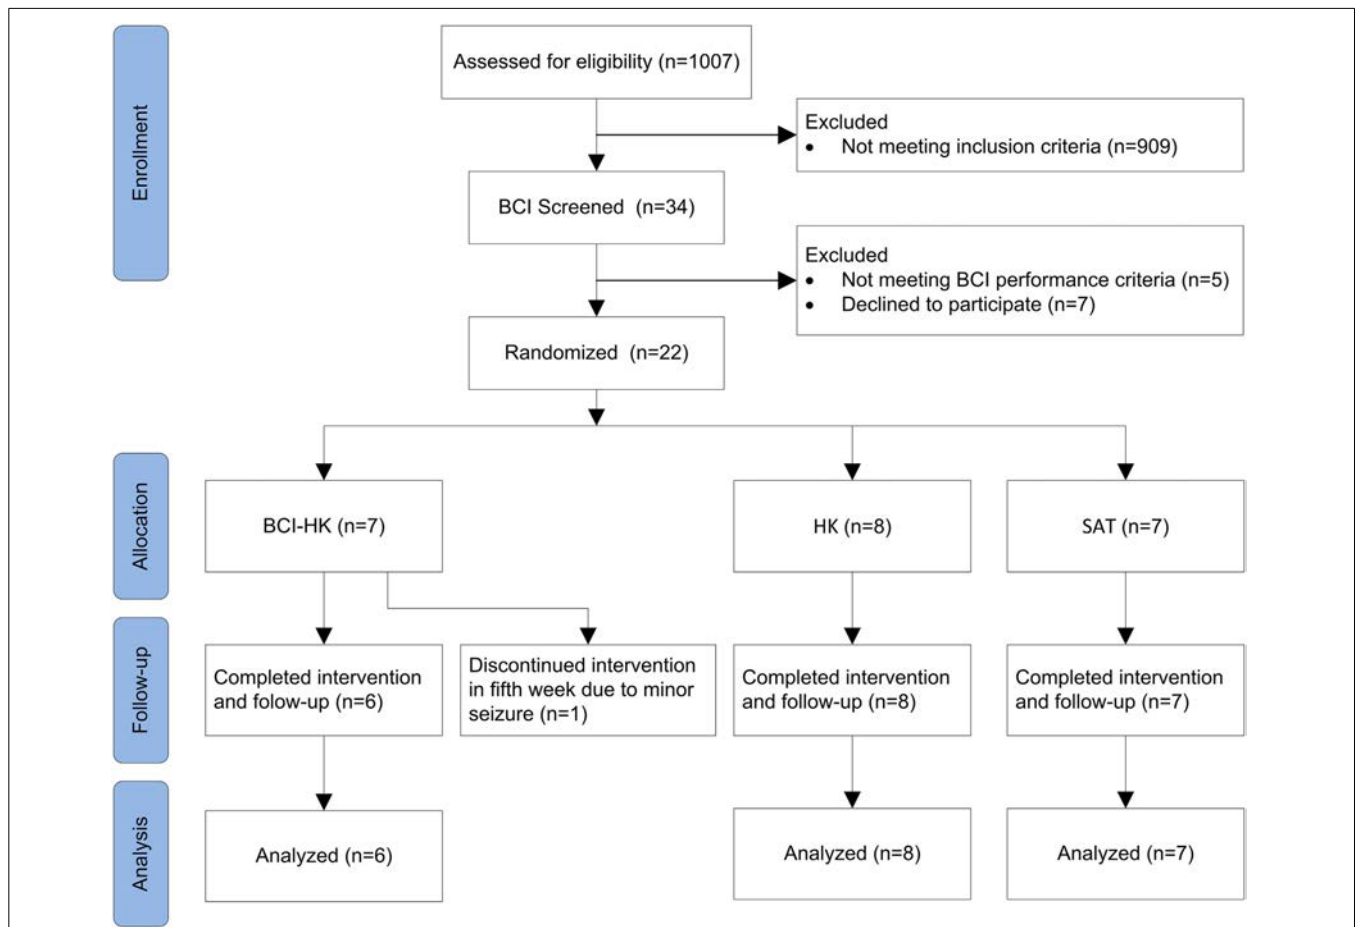 Enrollment
Assessed for eligibility (n=1007)
Excluded
• Not meeting inclusion criteria (n=909)
BCI Screened (n=34)
Excluded
• Not meeting BCI performance criteria (n=5)
• Declined to participate (n=7)
Randomized (n=22)
Allocation
BCI-HK (n=7)
HK (n=8)
SAT (n=7)
Follow-up
Completed intervention
and folow-up (n=6)
Discontinued intervention
in fifth week due to minor
seizure (n=1)
Completed intervention
and follow-up (n=8)
Completed intervention
and follow-up (n=7)
Analysis
Analyzed (n=6)
Analyzed (n=8)
Analyzed (n=7)